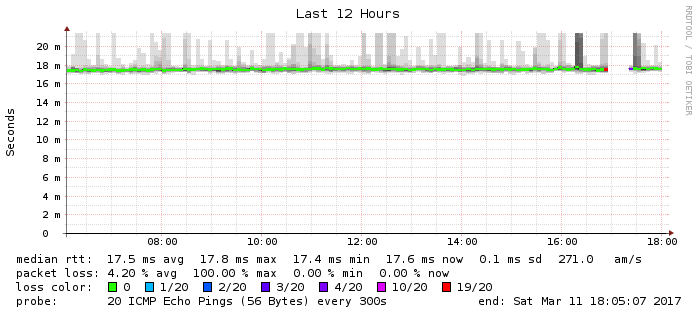 Last 12 Hours
RRDTOOL / TOBI OETIKER
Seconds
20 m
18 m
16 m
14 m
12 m
10 m
8 m
6 m
4 m
2 m
0
08:00 10:00 12:00 14:00 16:00 18:00
median rtt: 17.5 ms avg 17.8 ms max 17.4 ms min 17.6 ms now 0.1 ms sd 271.0 am/s
packet loss: 4.20 % avg 100.00 % max 0.00 % min 0.00 % now
loss color: 0 1/20 2/20 3/20 4/20 10/20 19/20
probe: 20 ICMP Echo Pings (56 Bytes) every 300s end: Sat Mar 11 18:05:07 2017